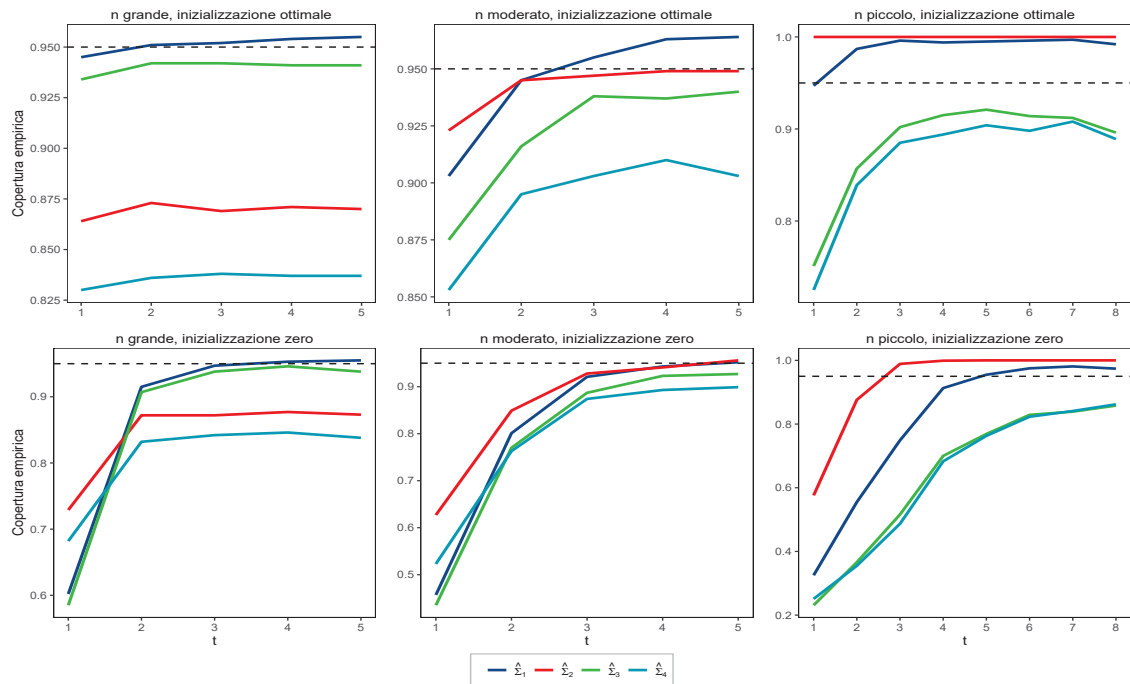 n grande, inizializzazione ottimale
n moderato, inizializzazione ottimale
n piccolo, inizializzazione ottimale
Copertura empirica
0.950
0.925
0.900
0.875
0.850
0.825
1 2 3 4 5
0.950
0.925
0.900
0.875
0.850
1 2 3 4 5
1.0
0.9
0.8
1 2 3 4 5 6 7 8
n grande, inizializzazione zero
n moderato, inizializzazione zero
n piccolo, inizializzazione zero
Copertura empirica
0.9
0.8
0.7
0.6
1 2 3 4 5
t
0.9
0.8
0.7
0.6
0.5
1 2 3 4 5
t
1.0
0.8
0.6
0.4
0.2
1 2 3 4 5 6 7 8
t
Σ̂₁ Σ̂₂ Σ̂₃ Σ̂₄